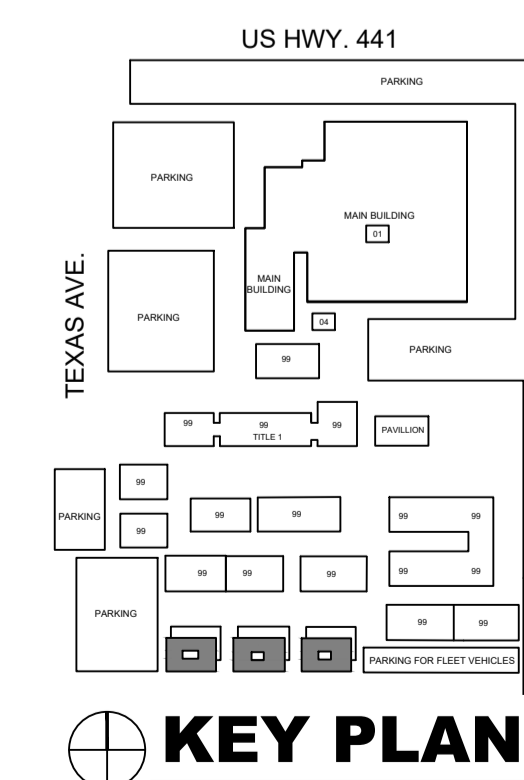 US HWY. 441
PARKING
PARKING
MAIN BUILDING
01
TEXAS AVE.
MAIN
BUILDING
PARKING
04
PARKING
99
99
99
TITLE 1
99
PAVILLION
99
PARKING
99
99
99
99
99
99
99
99
99
99
99
PARKING
99
99
PARKING FOR FLEET VEHICLES
KEY PLAN